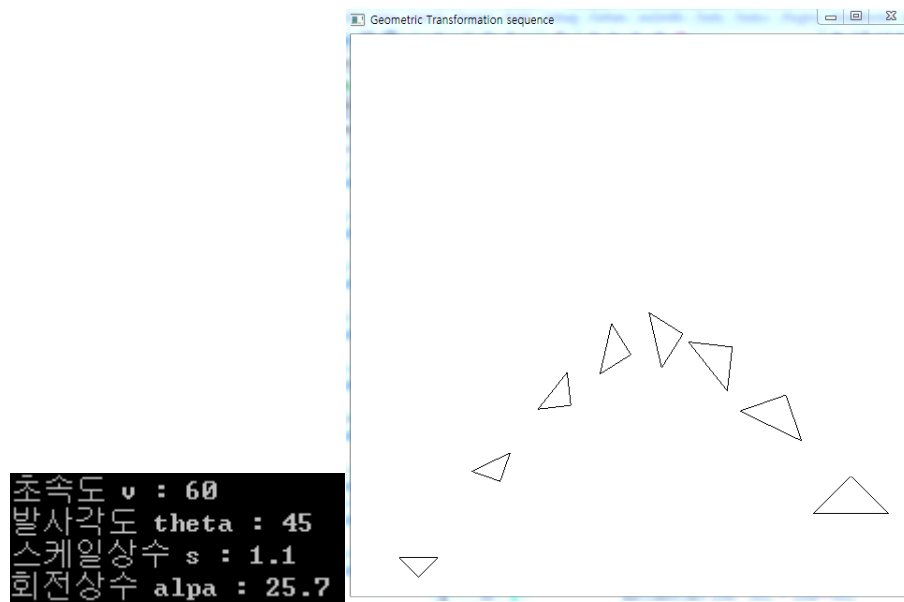 Geometric Transformation sequence
초속도 v : 60
발사각도 theta : 45
스케일상수 s : 1.1
회전상수 alpa : 25.7